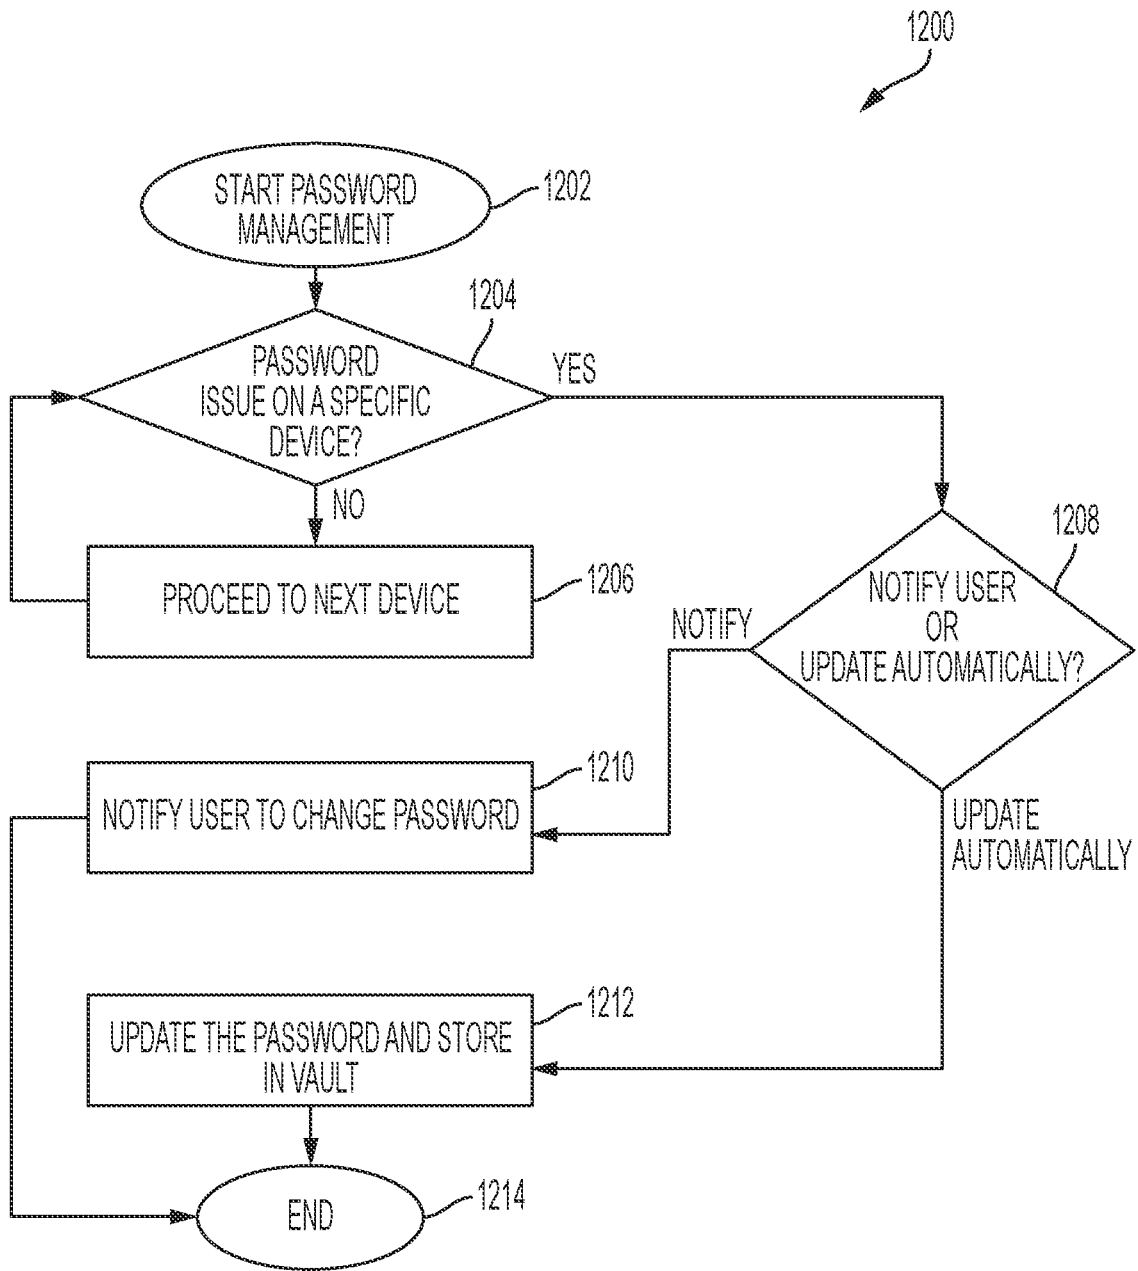 1200
START PASSWORD
MANAGEMENT
1202
1204
PASSWORD
ISSUE ON A SPECIFIC
DEVICE?
YES
NO
PROCEED TO NEXT DEVICE
1206
1208
NOTIFY USER
OR
UPDATE AUTOMATICALLY?
NOTIFY
1210
NOTIFY USER TO CHANGE PASSWORD
UPDATE
AUTOMATICALLY
1212
UPDATE THE PASSWORD AND STORE
IN VAULT
END
1214